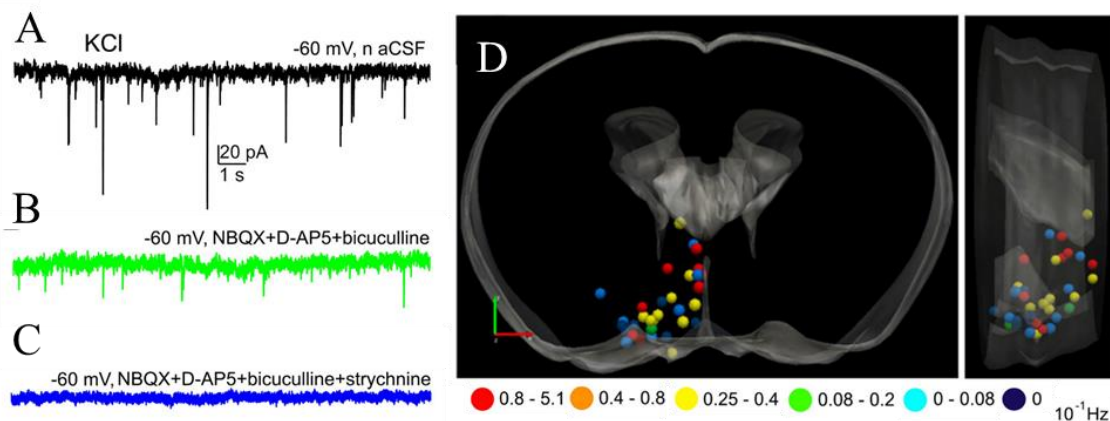 A
KCl
-60 mV, n aCSF
20 pA
1 s
B
-60 mV, NBQX+D-AP5+bicuculline
C
-60 mV, NBQX+D-AP5+bicuculline+strychnine
D
0.8 - 5.1 0.4 - 0.8 0.25 - 0.4 0.08 - 0.2 0 - 0.08 0
10⁻¹Hz